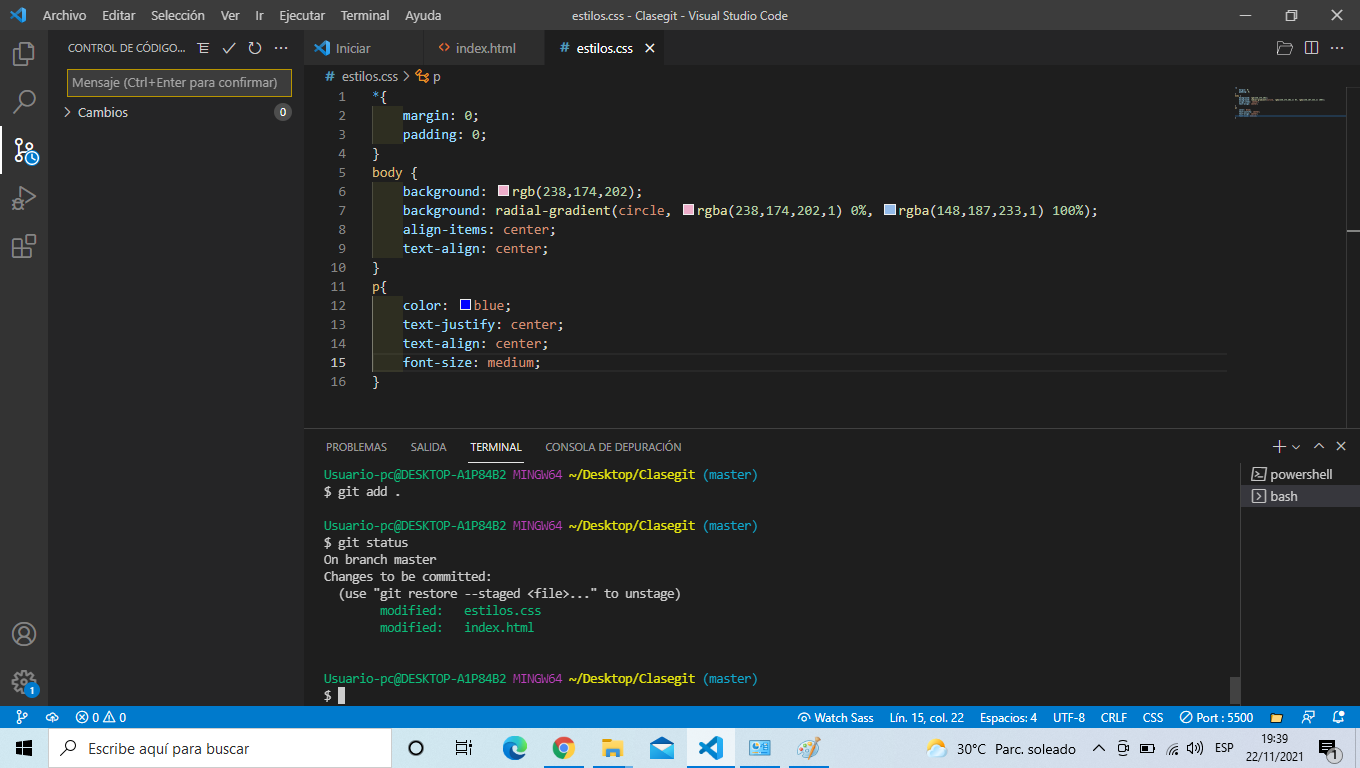 Archivo Editar Selección Ver Ir Ejecutar Terminal Ayuda
estilos.css - Clasegit - Visual Studio Code
CONTROL DE CÓDIGO...
Mensaje (Ctrl+Enter para confirmar)
Cambios 0
Iniciar
<> index.html
# estilos.css
# estilos.css > p
1 *{
2 margin: 0;
3 padding: 0;
4 }
5 body {
6 background: rgb(238,174,202);
7 background: radial-gradient(circle, rgba(238,174,202,1) 0%, rgba(148,187,233,1) 100%);
8 align-items: center;
9 text-align: center;
10 }
11 p{
12 color: blue;
13 text-justify: center;
14 text-align: center;
15 font-size: medium;
16 }
PROBLEMAS SALIDA TERMINAL CONSOLA DE DEPURACIÓN
powershell
bash
Usuario-pc@DESKTOP-A1P84B2 MINGW64 ~/Desktop/Clasegit (master)
$ git add .
Usuario-pc@DESKTOP-A1P84B2 MINGW64 ~/Desktop/Clasegit (master)
$ git status
On branch master
Changes to be committed:
(use "git restore --staged <file>..." to unstage)
modified: estilos.css
modified: index.html
Usuario-pc@DESKTOP-A1P84B2 MINGW64 ~/Desktop/Clasegit (master)
$
1
0 0
Watch Sass Lín. 15, col. 22 Espacios: 4 UTF-8 CRLF CSS Port : 5500
Escribe aquí para buscar
30°C Parc. soleado
ESP
19:39
22/11/2021
1